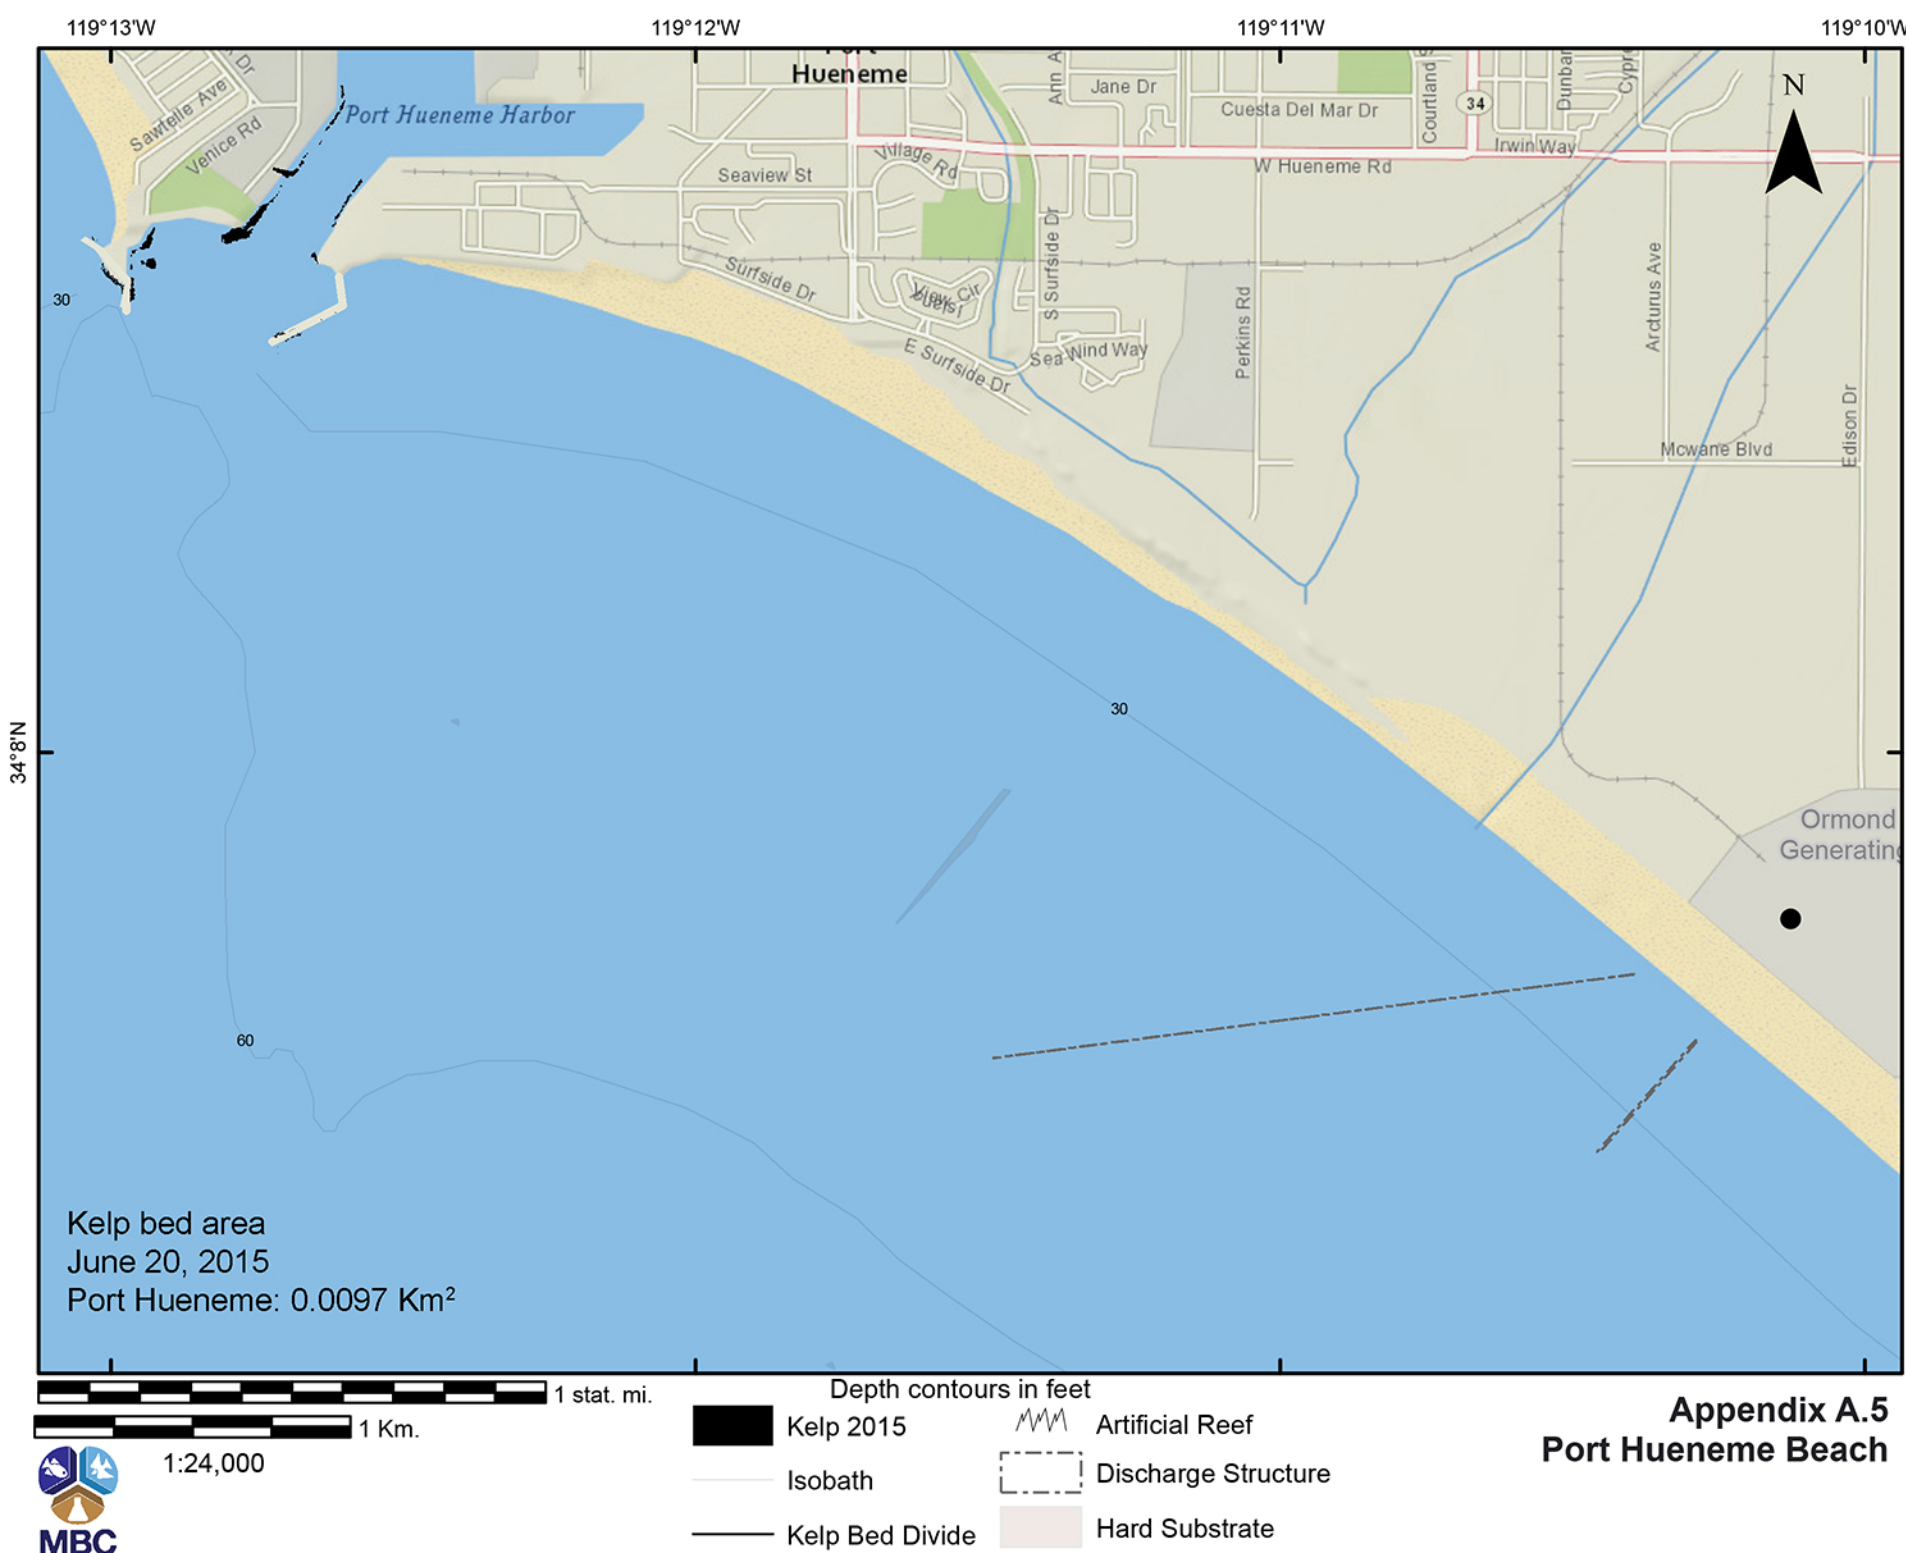 119°13'W
119°12'W
119°11'W
119°10'W
34°8'N
N
Port
Hueneme
Port Hueneme Harbor
Dr
Sawtelle Ave
Venice Rd
Jane Dr
Ann A
Cuesta Del Mar Dr
Courtland S
34
Dunbar
Cypre
Irwin Way
W Hueneme Rd
Village Rd
Seaview St
Surfside Dr
S Surfside Dr
Island
View Cir
E Surfside Dr
Sea Wind Way
Perkins Rd
Arcturus Ave
Mcwane Blvd
Edison Dr
30
30
60
Ormond
Generating
Kelp bed area
June 20, 2015
Port Hueneme: 0.0097 Km²
1 stat. mi.
1 Km.
1:24,000
MBC
Depth contours in feet
Kelp 2015
Isobath
Kelp Bed Divide
Artificial Reef
Discharge Structure
Hard Substrate
Appendix A.5
Port Hueneme Beach